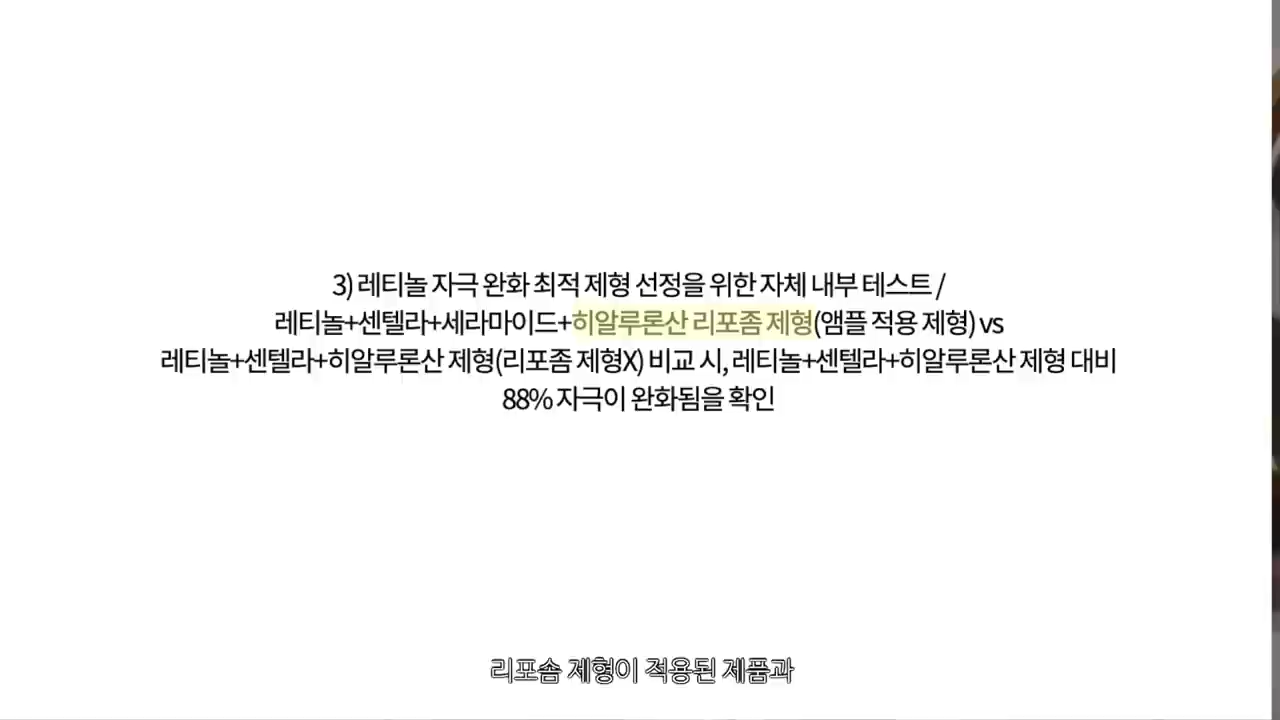 3) 레티놀 자극 완화 최적 제형 선정을 위한 자체 내부 테스트 /
레티놀+센텔라+세라마이드+히알루론산 리포좀 제형(앰플 적용 제형) vs
레티놀+센텔라+히알루론산 제형(리포좀 제형X) 비교 시, 레티놀+센텔라+히알루론산 제형 대비
88% 자극이 완화됨을 확인
리포솜 제형이 적용된 제품과